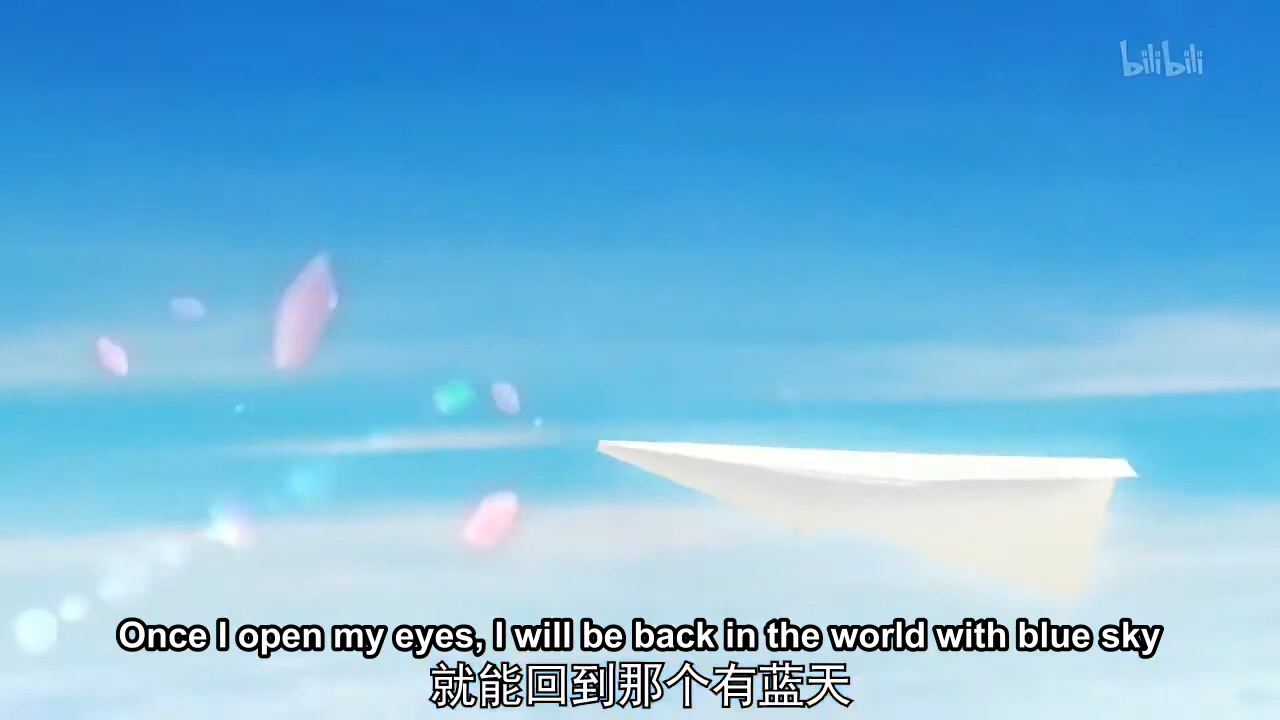 bilibili
Once I open my eyes, I will be back in the world with blue sky
就能回到那个有蓝天